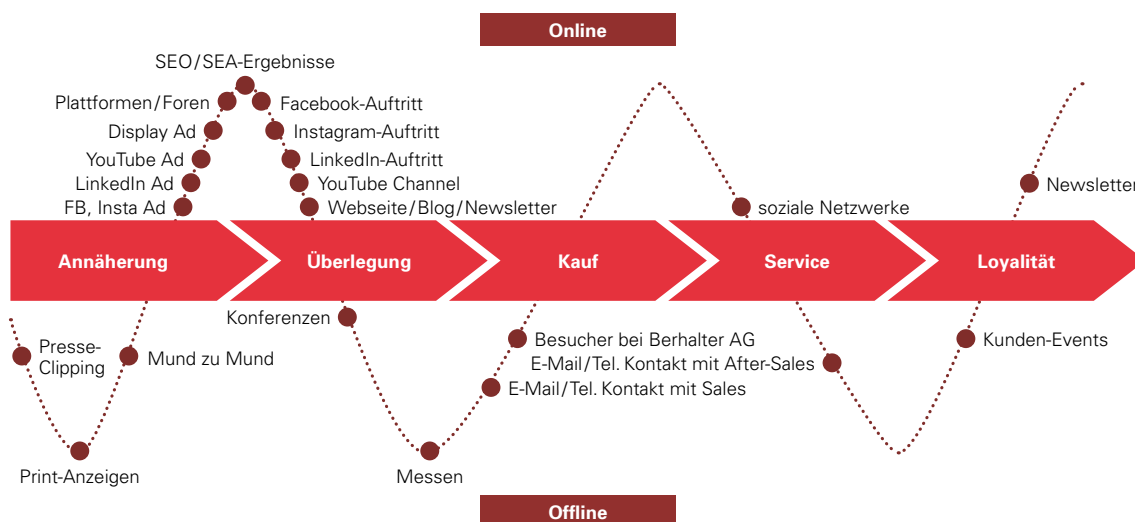 Online
SEO/SEA-Ergebnisse
Plattformen/Foren
Facebook-Auftritt
Display Ad
Instagram-Auftritt
YouTube Ad
LinkedIn-Auftritt
LinkedIn Ad
YouTube Channel
Newsletter
FB, Insta Ad
Webseite/Blog/Newsletter
soziale Netzwerke
Annäherung
Überlegung
Kauf
Service
Loyalität
Konferenzen
Presse-
Clipping
Mund zu Mund
Besucher bei Berhalter AG
Kunden-Events
E-Mail/Tel. Kontakt mit After-Sales
E-Mail/Tel. Kontakt mit Sales
Print-Anzeigen
Messen
Offline